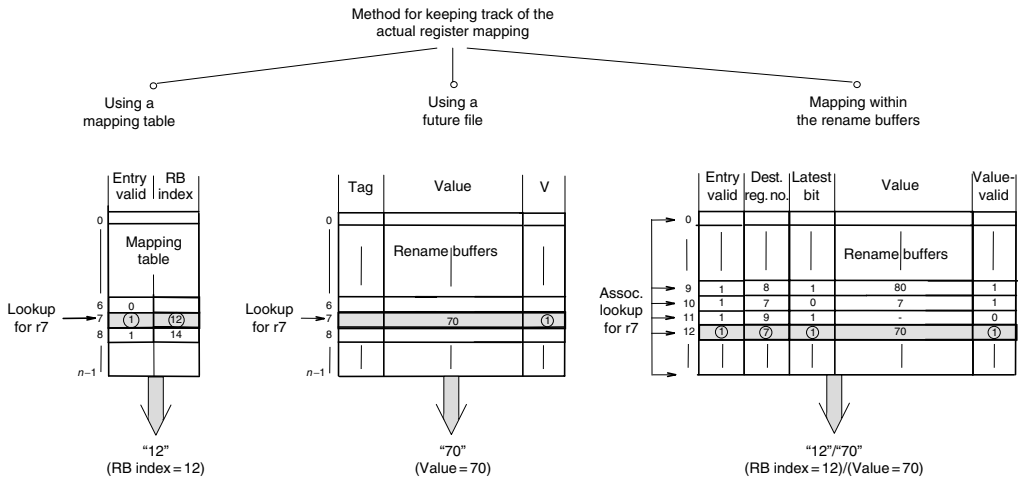 Method for keeping track of the
actual register mapping
Using a
mapping table
Using a
future file
Mapping within
the rename buffers
Entry
valid
RB
index
0
Mapping
table
6 0
Lookup
for r7
7 1 12
8 1 14
n−1
"12"
(RB index = 12)
Tag Value V
0
Rename buffers
6
Lookup
for r7
7 70 1
8
n−1
"70"
(Value = 70)
Entry
valid
Dest.
reg. no.
Latest
bit
Value
Value-
valid
0
Rename buffers
Assoc.
lookup
for r7
9 1 8 1 80 1
10 1 7 0 7 1
11 1 9 1 - 0
12 1 7 1 70 1
"12"/"70"
(RB index = 12)/(Value = 70)